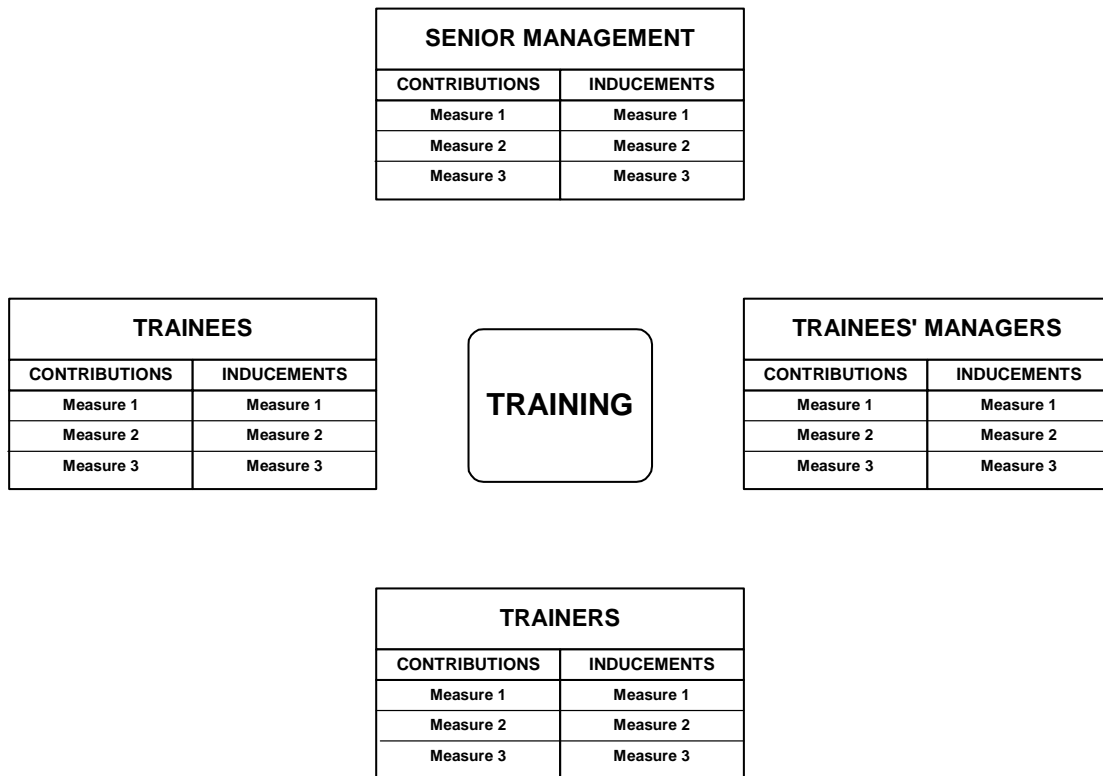 SENIOR MANAGEMENT
CONTRIBUTIONS INDUCEMENTS
Measure 1 Measure 1
Measure 2 Measure 2
Measure 3 Measure 3
TRAINEES
CONTRIBUTIONS INDUCEMENTS
Measure 1 Measure 1
Measure 2 Measure 2
Measure 3 Measure 3
TRAINING
TRAINEES' MANAGERS
CONTRIBUTIONS INDUCEMENTS
Measure 1 Measure 1
Measure 2 Measure 2
Measure 3 Measure 3
TRAINERS
CONTRIBUTIONS INDUCEMENTS
Measure 1 Measure 1
Measure 2 Measure 2
Measure 3 Measure 3